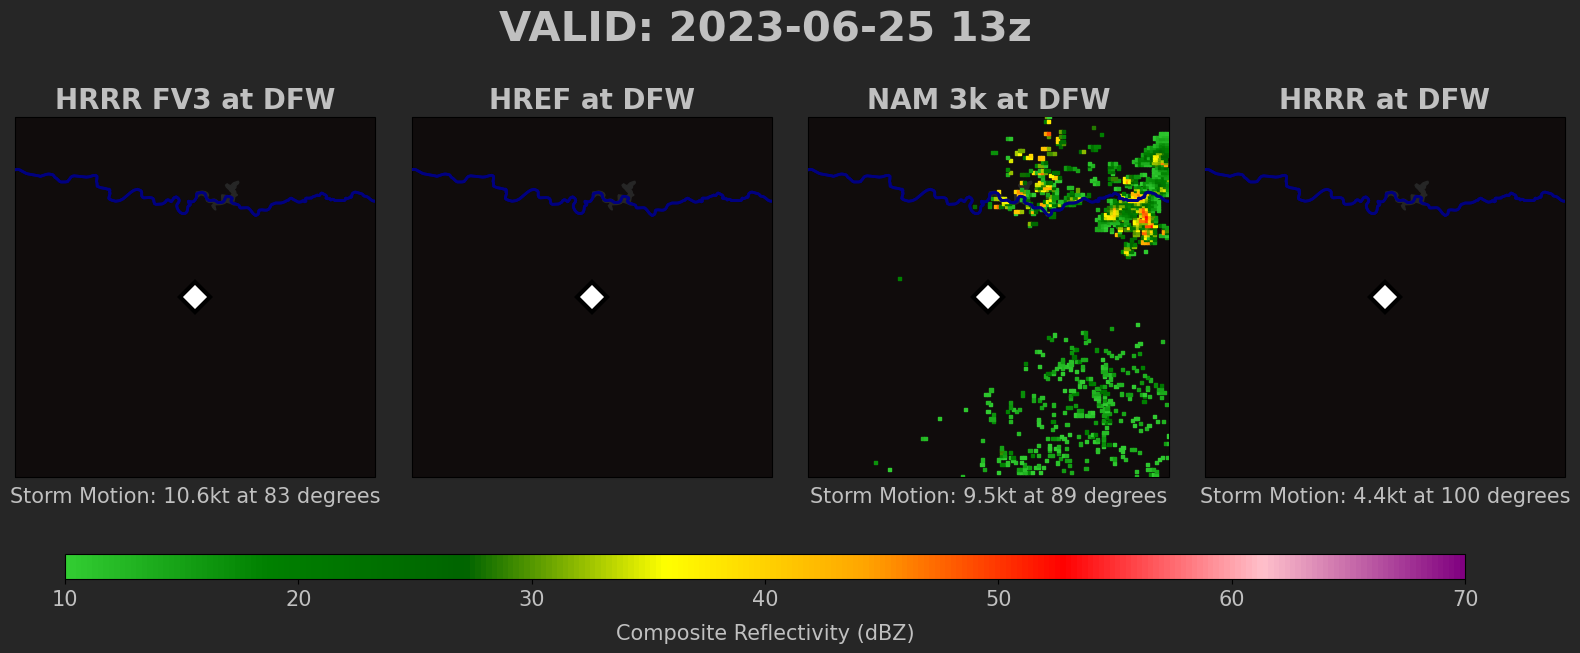 VALID: 2023-06-25 13z
HRRR FV3 at DFW
HREF at DFW
NAM 3k at DFW
HRRR at DFW
Storm Motion: 10.6kt at 83 degrees
Storm Motion: 9.5kt at 89 degrees
Storm Motion: 4.4kt at 100 degrees
10 20 30 40 50 60 70
Composite Reflectivity (dBZ)